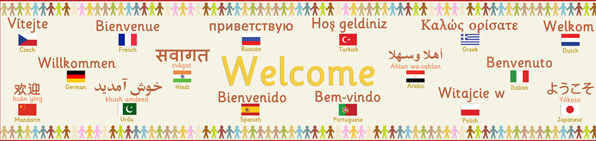 Vítejte
Czech
Bienvenue
French
приветствую
Russian
Hoş geldiniz
Turkish
Καλώς ορίσατε
Greek
Welkom
Dutch
Willkommen
German
स्वागत
svāgat
Hindi
Welcome
أهلا وسهلا
Ahlan wa-sahlan
Arabic
Benvenuto
Italian
欢迎
huān yíng
Mandarin
خوش آمدید
khush amdeed
Urdu
Bienvenido
Spanish
Bem-vindo
Portuguese
Witajcie w
Polish
ようこそ
Yōkoso
Japanese